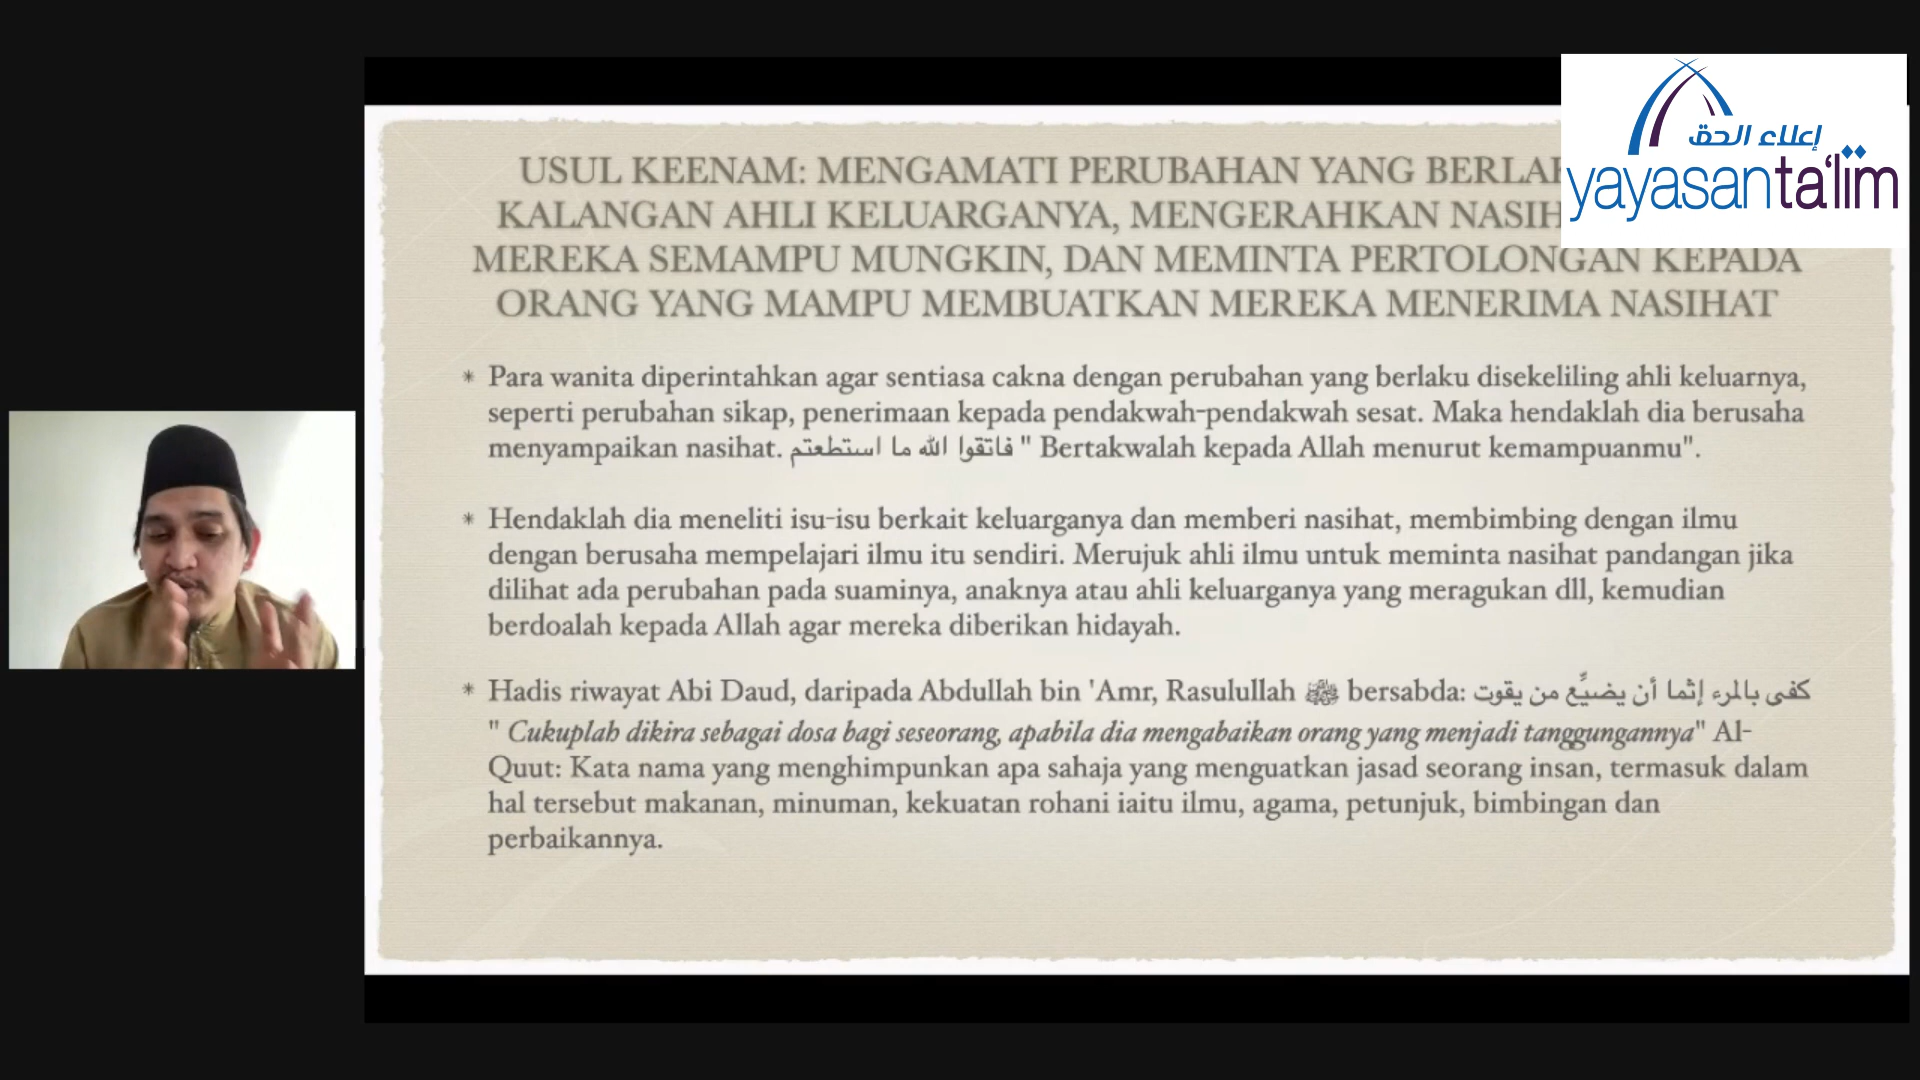 إعلاء الحق
yayasanta'lim
USUL KEENAM: MENGAMATI PERUBAHAN YANG
KALANGAN AHLI KELUARGANYA, MENGERAHKAN
MEREKA SEMAMPU MUNGKIN, DAN MEMINTA PERTOLONGAN KEPADA
ORANG YANG MAMPU MEMBUATKAN MEREKA MENERIMA NASIHAT
* Para wanita diperintahkan agar sentiasa cakna dengan perubahan yang berlaku disekeliling ahli keluarnya,
seperti perubahan sikap, penerimaan kepada pendakwah-pendakwah sesat. Maka hendaklah dia berusaha
menyampaikan nasihat. فاتقوا الله ما استطعتم " Bertakwalah kepada Allah menurut kemampuanmu".
* Hendaklah dia meneliti isu-isu berkait keluarganya dan memberi nasihat, membimbing dengan ilmu
dengan berusaha mempelajari ilmu itu sendiri. Merujuk ahli ilmu untuk meminta nasihat pandangan jika
dilihat ada perubahan pada suaminya, anaknya atau ahli keluarganya yang meragukan dll, kemudian
berdoalah kepada Allah agar mereka diberikan hidayah.
* Hadis riwayat Abi Daud, daripada Abdullah bin 'Amr, Rasulullah ﷺ bersabda: كفى بالمرء إثما أن يضيِّع من يقوت
" Cukuplah dikira sebagai dosa bagi seseorang, apabila dia mengabaikan orang yang menjadi tanggungannya" Al-
Quut: Kata nama yang menghimpunkan apa sahaja yang menguatkan jasad seorang insan, termasuk dalam
hal tersebut makanan, minuman, kekuatan rohani iaitu ilmu, agama, petunjuk, bimbingan dan
perbaikannya.